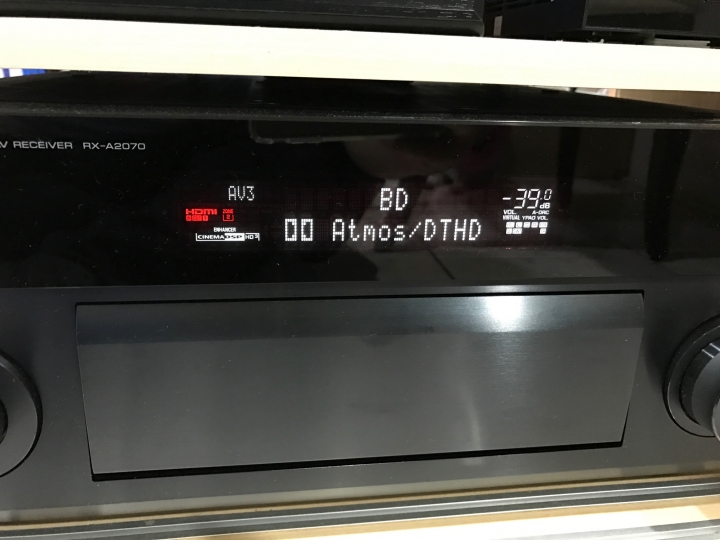 V RECEIVER RX-A2070
AV3
BD
-39.0 dB
HDMI
VOL. A-DRC
VIRTUAL YPAO VOL.
ENHANCER
CINEMA DSP HD³
Atmos/DTHD